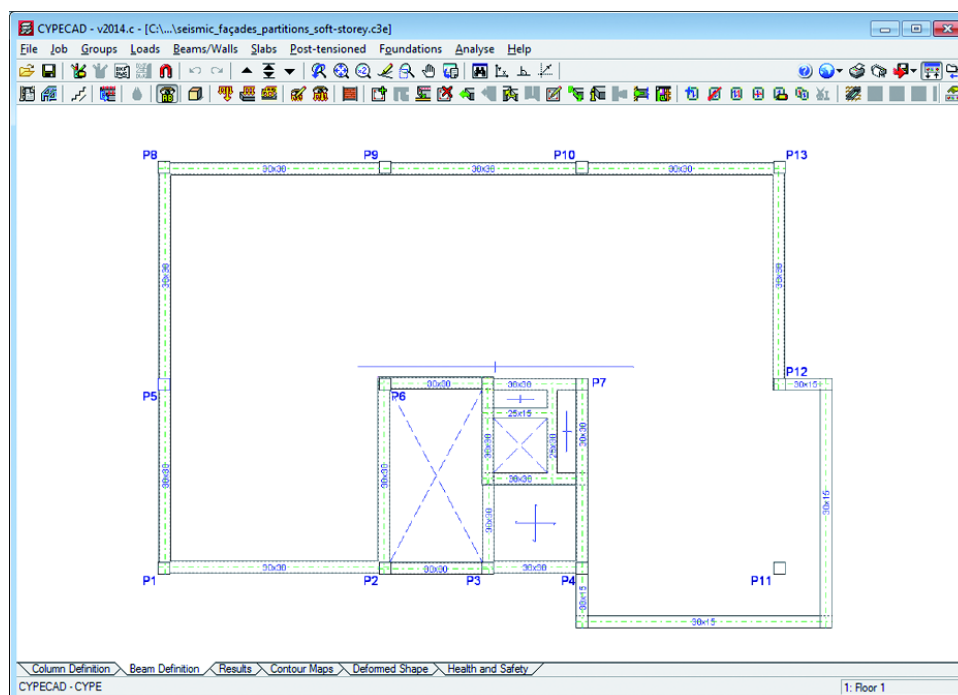 CYPECAD - v2014.c - [C:\...\seismic_façades_partitions_soft-storey.c3e]
File Job Groups Loads Beams/Walls Slabs Post-tensioned Foundations Analyse Help
P8 P9 P10 P13
30x30 30x30 30x30
30x30 30x30
P12
30x30 30x30 P7 30x15
P5 P6
25x15
30x30 30x30 30x30 25x30 30x30
30x30
30x30 30x15
30x30 30x30 30x30
P1 P2 P3 P4 P11
30x15
30x15
Column Definition Beam Definition Results Contour Maps Deformed Shape Health and Safety
CYPECAD - CYPE 1: Floor 1